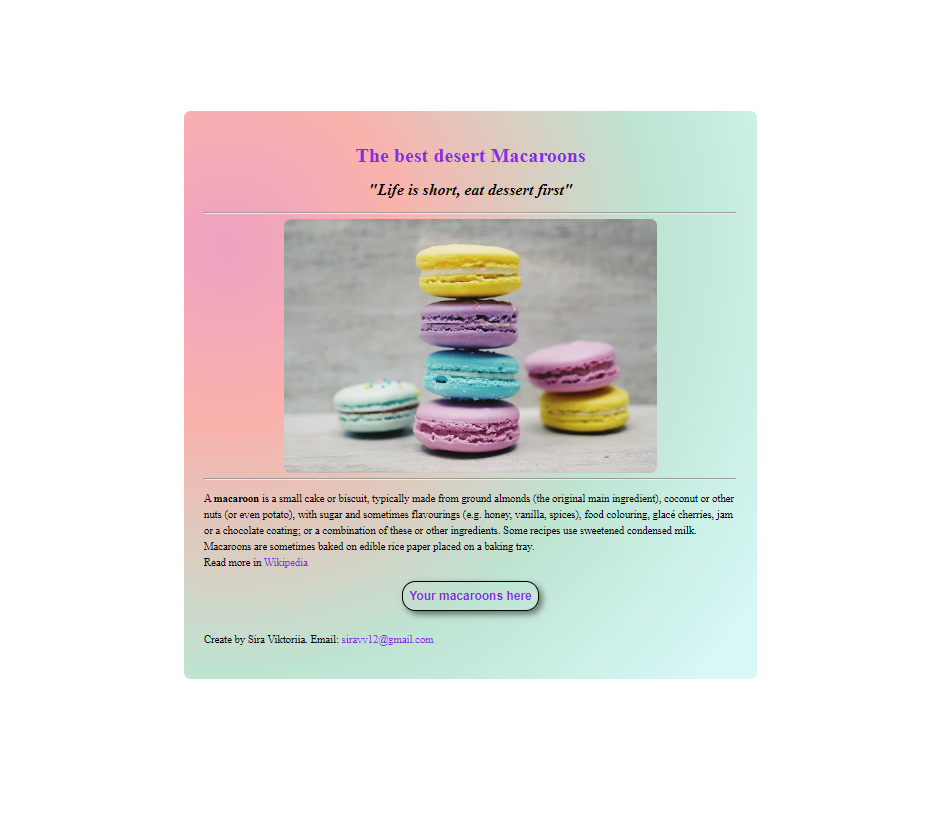 The best desert Macaroons
"Life is short, eat dessert first"
A macaroon is a small cake or biscuit, typically made from ground almonds (the original main ingredient), coconut or other
nuts (or even potato), with sugar and sometimes flavourings (e.g. honey, vanilla, spices), food colouring, glacé cherries, jam
or a chocolate coating; or a combination of these or other ingredients. Some recipes use sweetened condensed milk.
Macaroons are sometimes baked on edible rice paper placed on a baking tray.
Read more in Wikipedia
Your macaroons here
Create by Sira Viktoriia. Email: siravv12@gmail.com